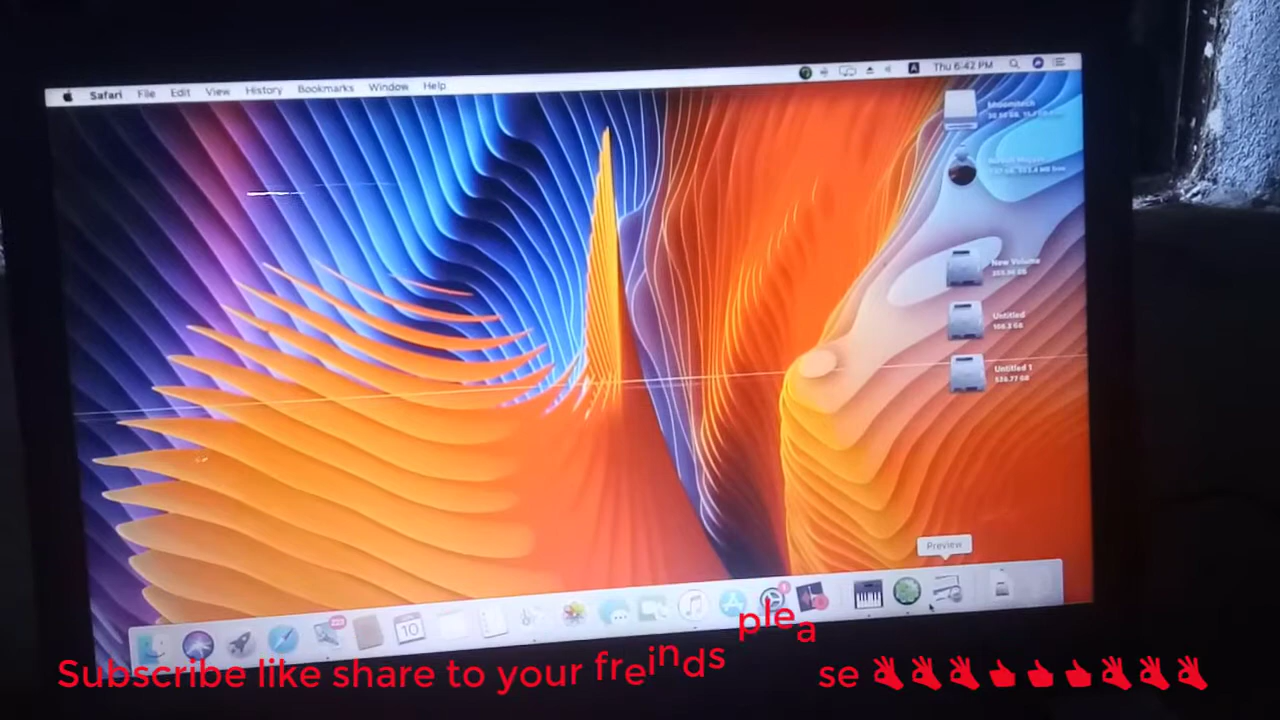 Safari File Edit View History Bookmarks Window Help
A Thu 6:42 PM
New Volume
Untitled
Untitled 1
Preview
10
Subscribe like share to your freinds please 👌👌👌👍👍👍👌👌👌